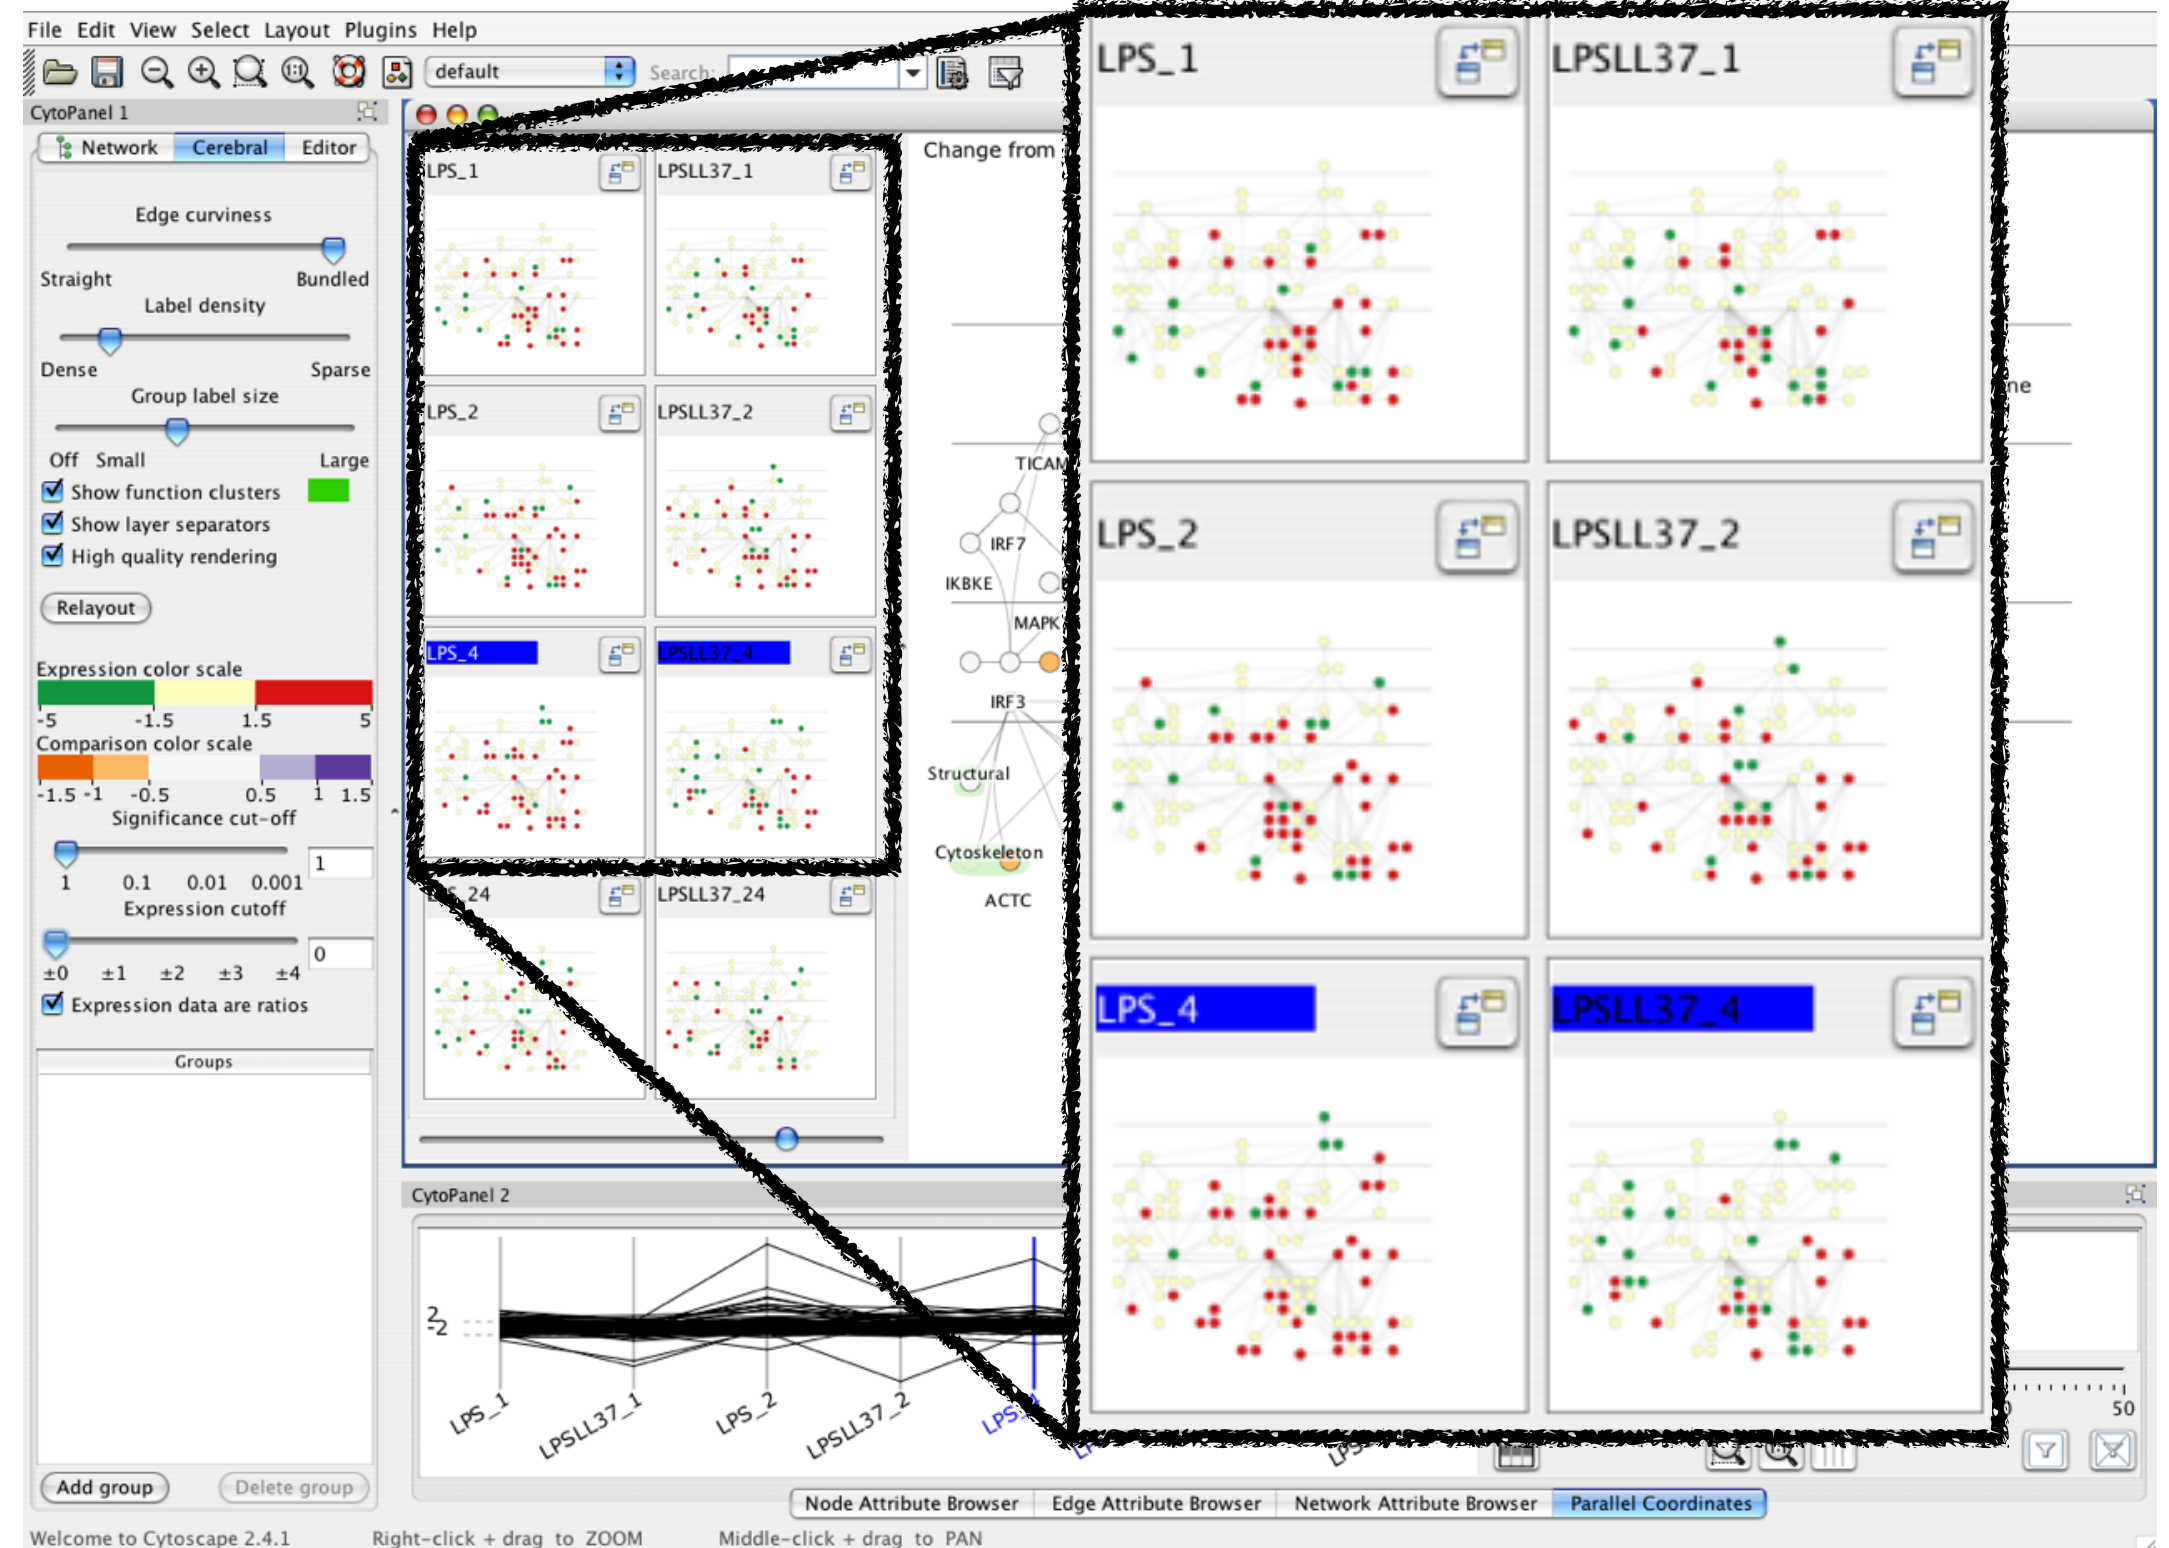 File Edit View Select Layout Plugins Help
default
Search:
CytoPanel 1
Network Cerebral Editor
Edge curviness
Straight Bundled
Label density
Dense Sparse
Group label size
Off Small Large
Show function clusters
Show layer separators
High quality rendering
Relayout
Expression color scale
-5 -1.5 1.5 5
Comparison color scale
-1.5 -1 -0.5 0.5 1 1.5
Significance cut-off
1
1 0.1 0.01 0.001
Expression cutoff
0
±0 ±1 ±2 ±3 ±4
Expression data are ratios
Groups
Add group Delete group
LPS_1 LPSLL37_1
LPS_2 LPSLL37_2
LPS_4 LPSLL37_4
LPS_24 LPSLL37_24
Change from
TICAM
IRF7
IKBKE
MAPK
IRF3
Structural
Cytoskeleton
ACTC
LPS_1 LPSLL37_1
LPS_2 LPSLL37_2
LPS_4 LPSLL37_4
CytoPanel 2
2
-2
LPS_1 LPSLL37_1 LPS_2 LPSLL37_2
50
Node Attribute Browser Edge Attribute Browser Network Attribute Browser Parallel Coordinates
Welcome to Cytoscape 2.4.1 Right-click + drag to ZOOM Middle-click + drag to PAN